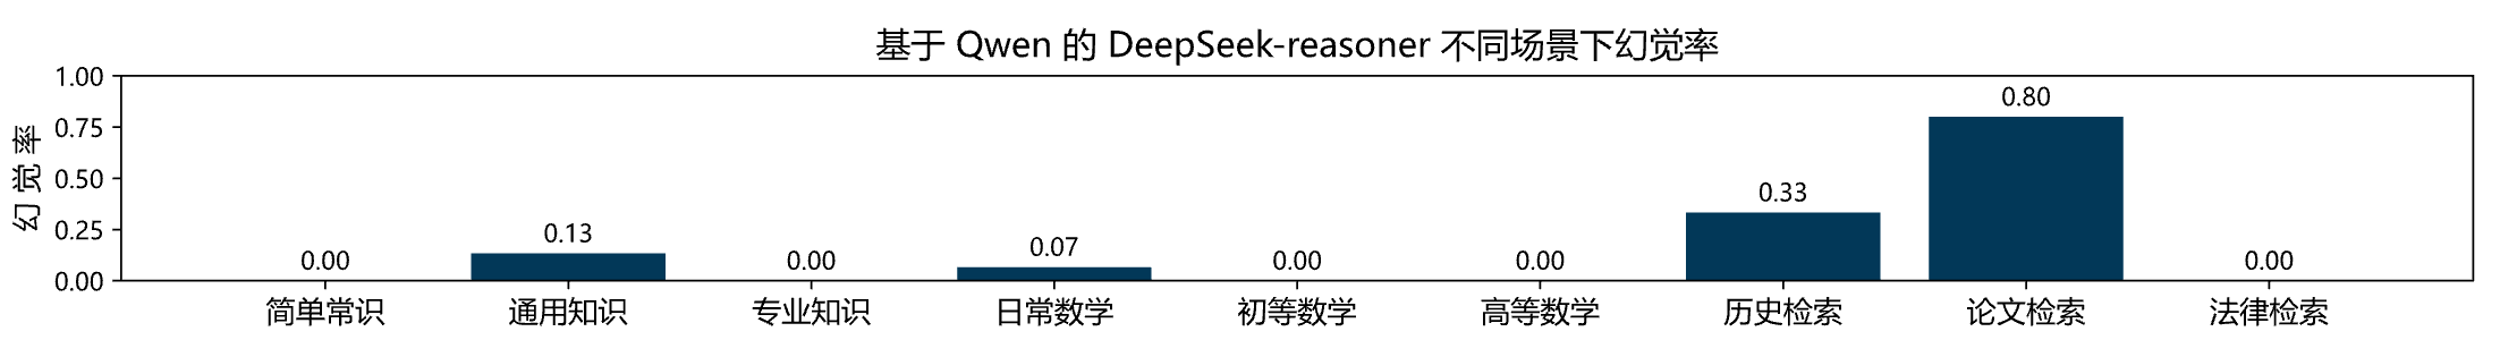 基于 Qwen 的 DeepSeek-reasoner 不同场景下幻觉率
幻觉率
1.00
0.75
0.50
0.25
0.00
0.00
0.13
0.00
0.07
0.00
0.00
0.33
0.80
0.00
简单常识
通用知识
专业知识
日常数学
初等数学
高等数学
历史检索
论文检索
法律检索